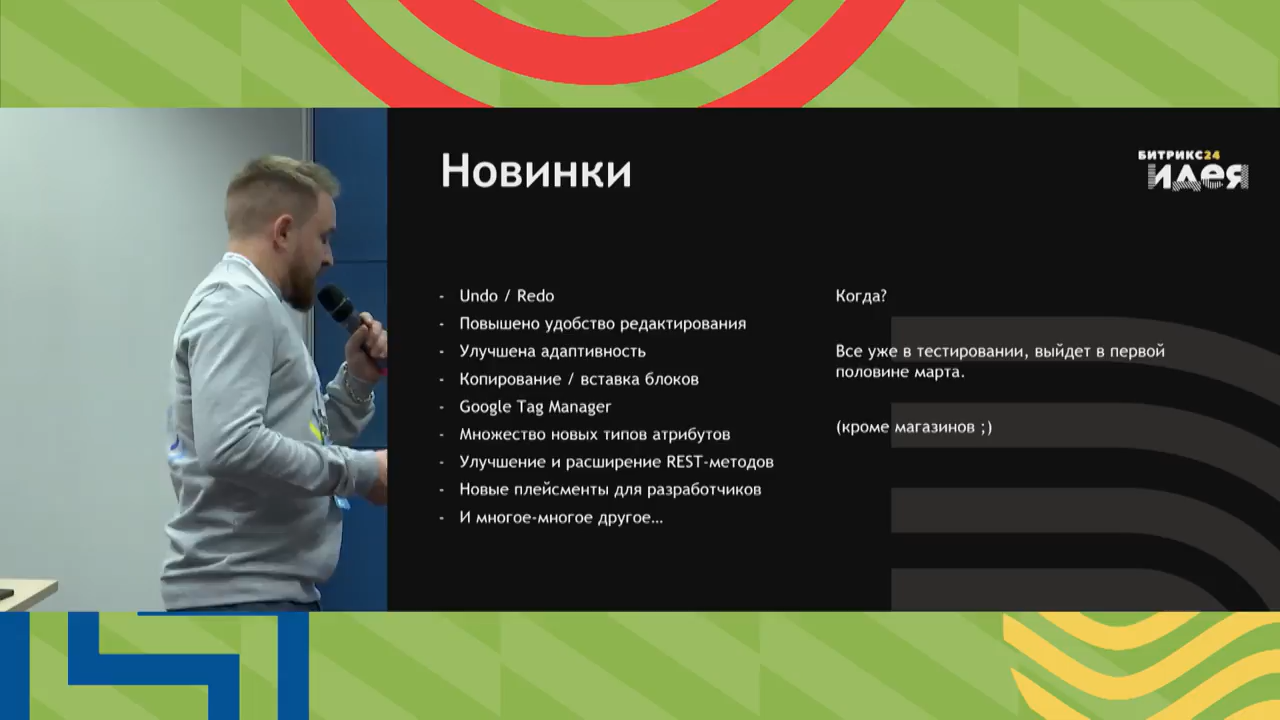 Новинки
БИТРИКС24
идея
- Undo / Redo
- Повышено удобство редактирования
- Улучшена адаптивность
- Копирование / вставка блоков
- Google Tag Manager
- Множество новых типов атрибутов
- Улучшение и расширение REST-методов
- Новые плейсменты для разработчиков
- И многое-многое другое...
Когда?
Все уже в тестировании, выйдет в первой
половине марта.
(кроме магазинов ;)